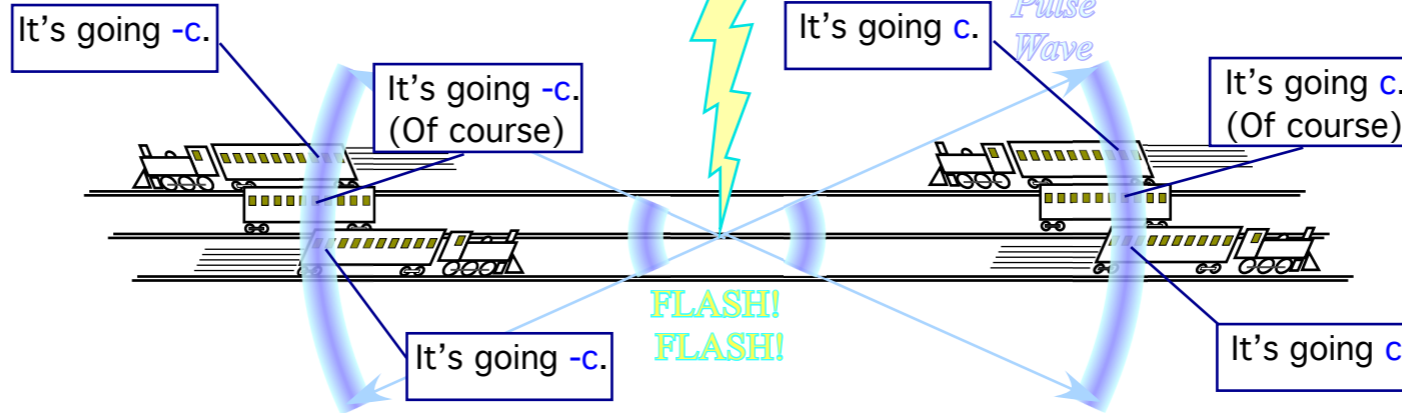 It's going -c.
It's going -c.
(Of course)
It's going -c.
FLASH!
FLASH!
It's going c.
Pulse
Wave
It's going c.
(Of course)
It's going c